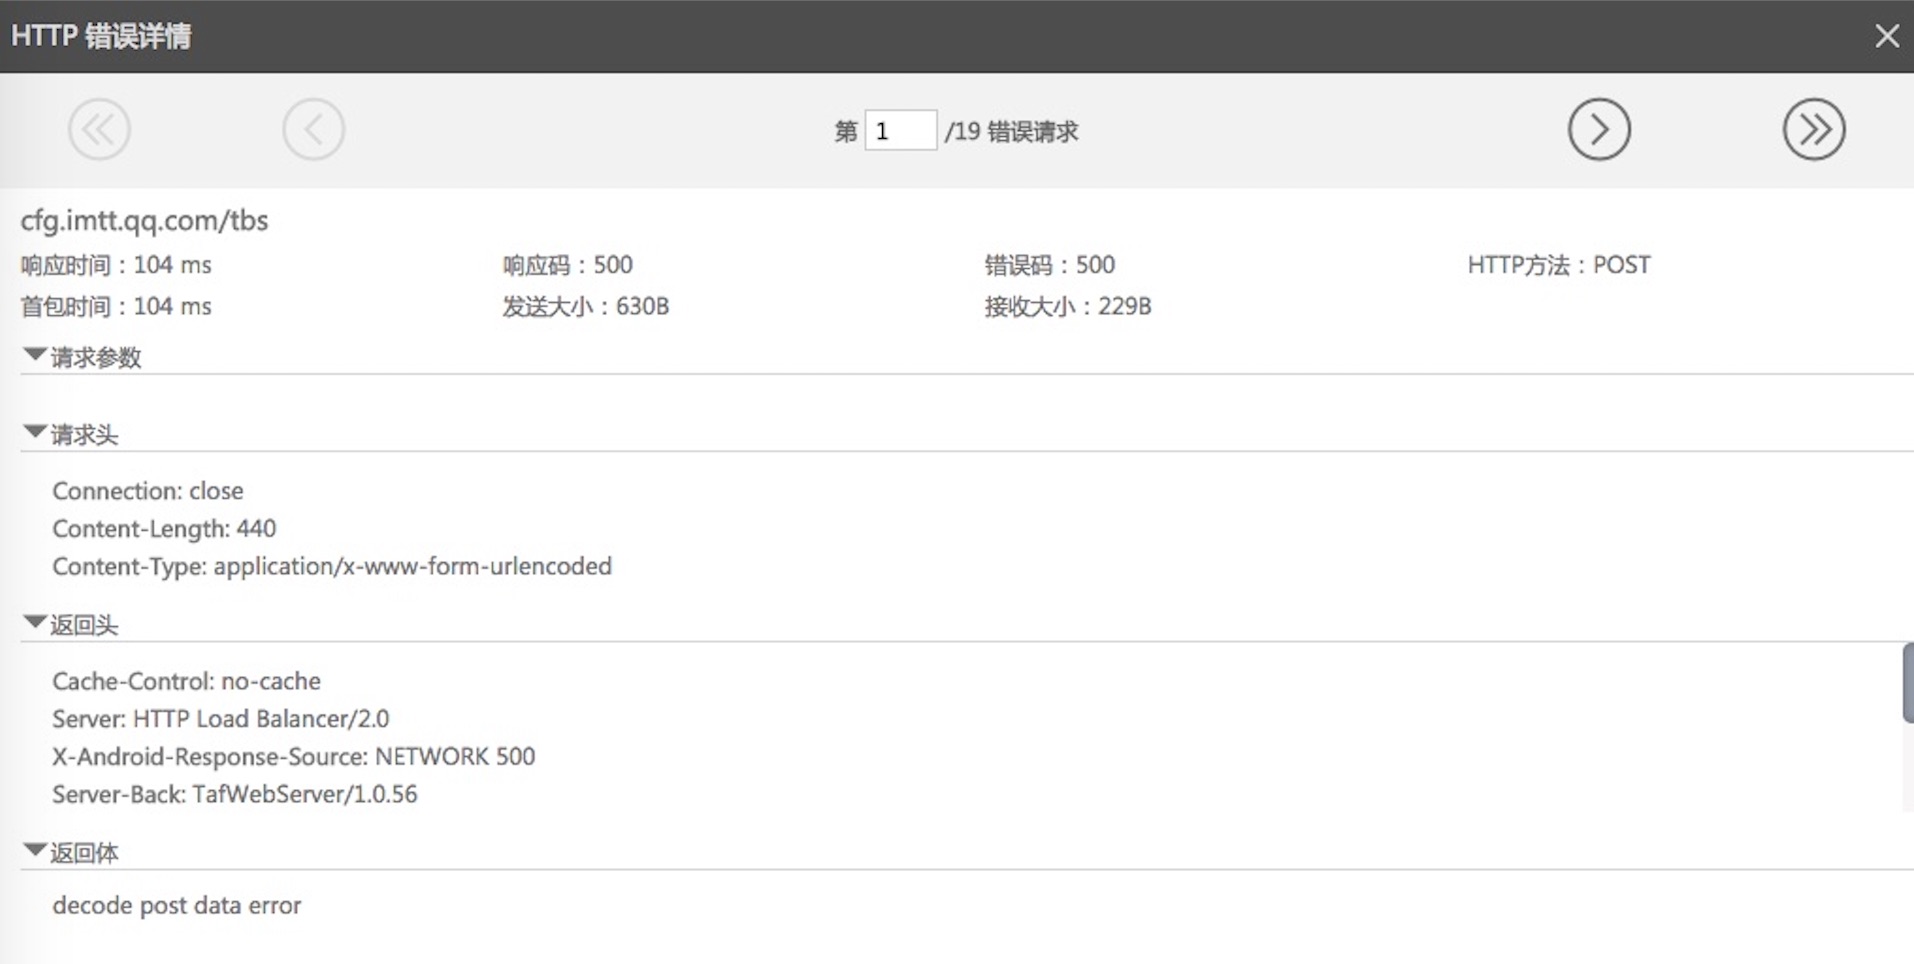 HTTP 错误详情
第 1 /19 错误请求
cfg.imtt.qq.com/tbs
响应时间：104 ms 响应码：500 错误码：500 HTTP方法：POST
首包时间：104 ms 发送大小：630B 接收大小：229B
请求参数
请求头
Connection: close
Content-Length: 440
Content-Type: application/x-www-form-urlencoded
返回头
Cache-Control: no-cache
Server: HTTP Load Balancer/2.0
X-Android-Response-Source: NETWORK 500
Server-Back: TafWebServer/1.0.56
返回体
decode post data error